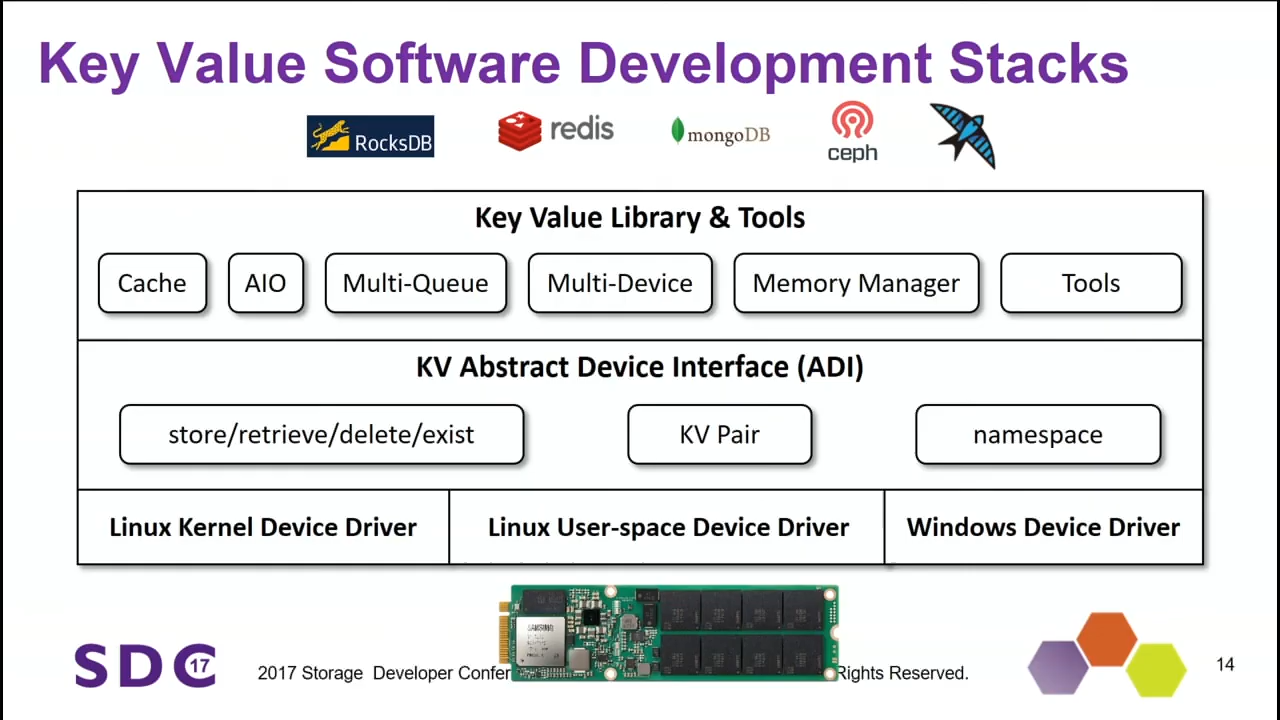 Key Value Software Development Stacks
RocksDB
redis
mongoDB
ceph
Key Value Library & Tools
Cache
AIO
Multi-Queue
Multi-Device
Memory Manager
Tools
KV Abstract Device Interface (ADI)
store/retrieve/delete/exist
KV Pair
namespace
Linux Kernel Device Driver
Linux User-space Device Driver
Windows Device Driver
SAMSUNG
SDC 17
2017 Storage Developer Confer
Rights Reserved.
14